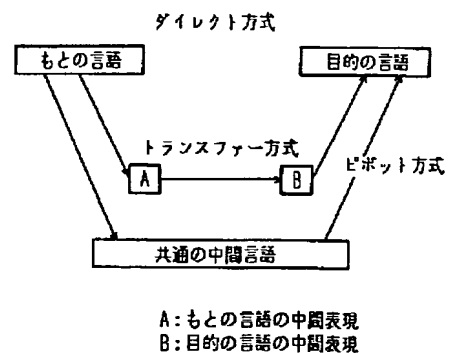 ダイレクト方式
もとの言語
目的の言語
トランスファー方式
A
B
ピボット方式
共通の中間言語
A:もとの言語の中間表現
B:目的の言語の中間表現